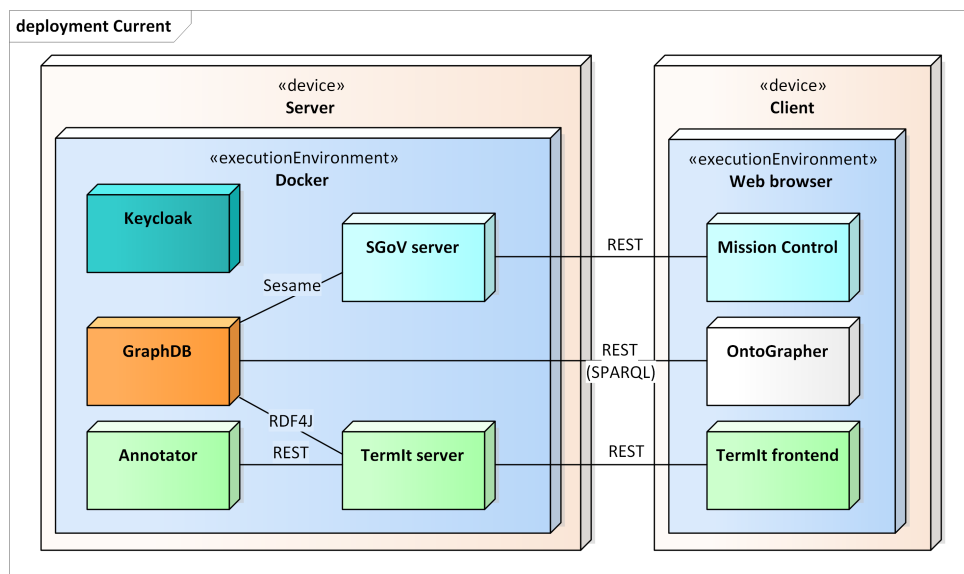 deployment Current
«device»
Server
«device»
Client
«executionEnvironment»
Docker
«executionEnvironment»
Web browser
Keycloak
SGoV server
REST
Mission Control
Sesame
GraphDB
REST
(SPARQL)
OntoGrapher
RDF4J
Annotator
REST
TermIt server
REST
TermIt frontend